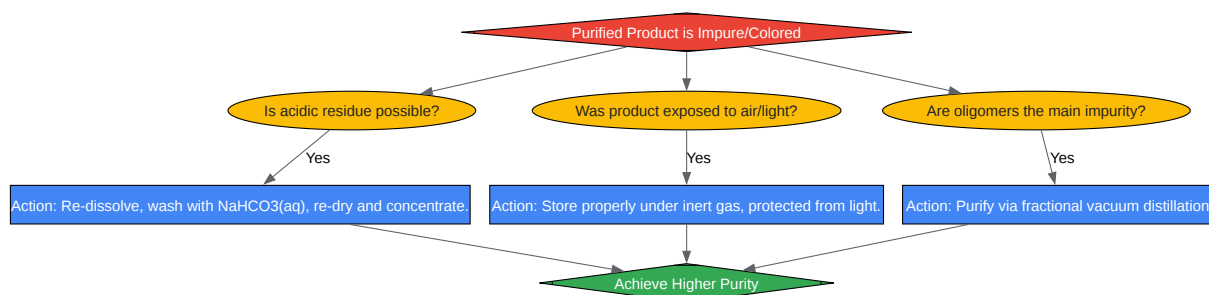 Purified Product is Impure/Colored
Is acidic residue possible?
Was product exposed to air/light?
Are oligomers the main impurity?
Yes
Yes
Yes
Action: Re-dissolve, wash with NaHCO3(aq), re-dry and concentrate.
Action: Store properly under inert gas, protected from light.
Action: Purify via fractional vacuum distillation
Achieve Higher Purity